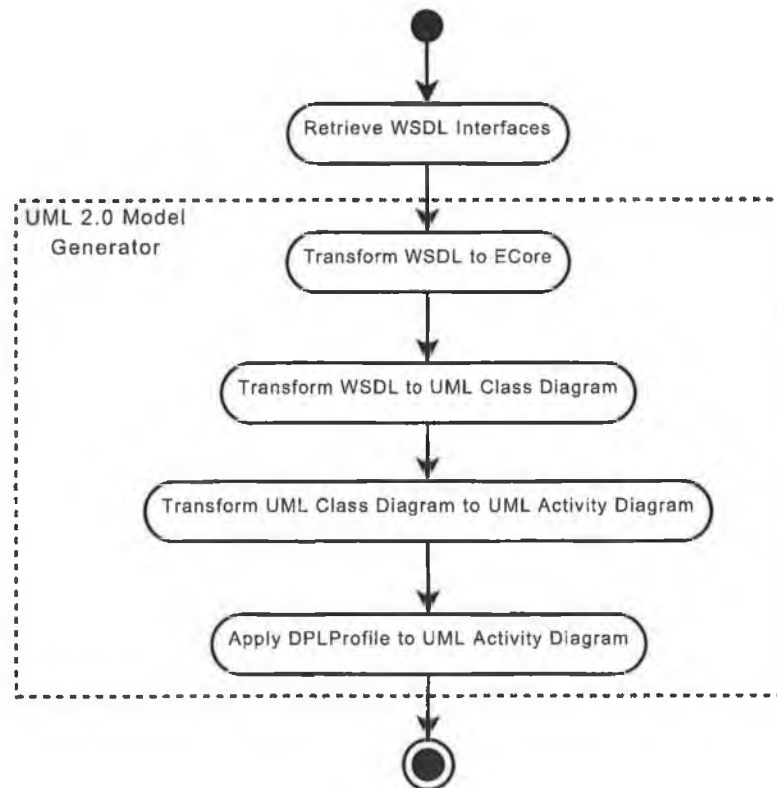 Retrieve WSDL Interfaces
UML 2.0 Model
Generator
Transform WSDL to ECore
Transform WSDL to UML Class Diagram
Transform UML Class Diagram to UML Activity Diagram
Apply DPLProfile to UML Activity Diagram